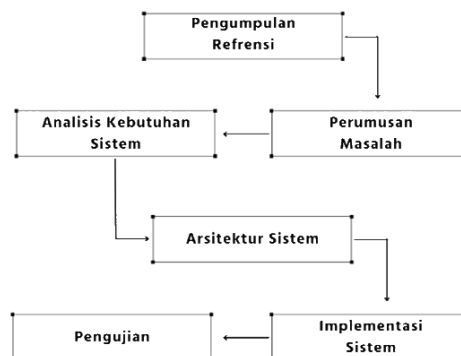 Pengumpulan
Refrensi
Perumusan
Masalah
Analisis Kebutuhan
Sistem
Arsitektur Sistem
Implementasi
Sistem
Pengujian